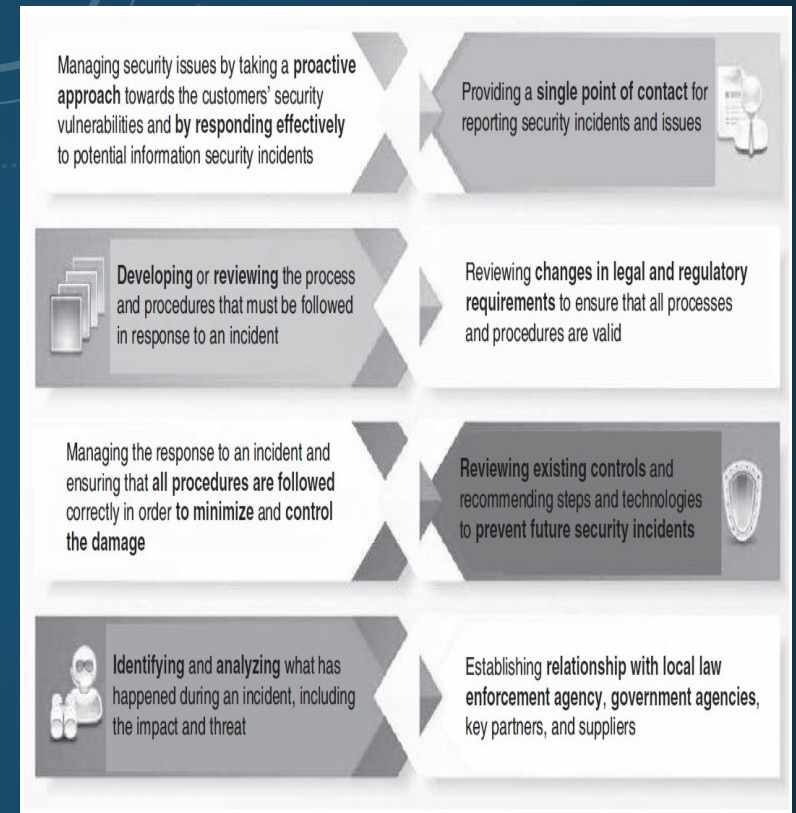 Managing security issues by taking a proactive
approach towards the customers' security
vulnerabilities and by responding effectively
to potential information security incidents
Providing a single point of contact for
reporting security incidents and issues
Developing or reviewing the process
and procedures that must be followed
in response to an incident
Reviewing changes in legal and regulatory
requirements to ensure that all processes
and procedures are valid
Managing the response to an incident and
ensuring that all procedures are followed
correctly in order to minimize and control
the damage
Reviewing existing controls and
recommending steps and technologies
to prevent future security incidents
Identifying and analyzing what has
happened during an incident, including
the impact and threat
Establishing relationship with local law
enforcement agency, government agencies,
key partners, and suppliers